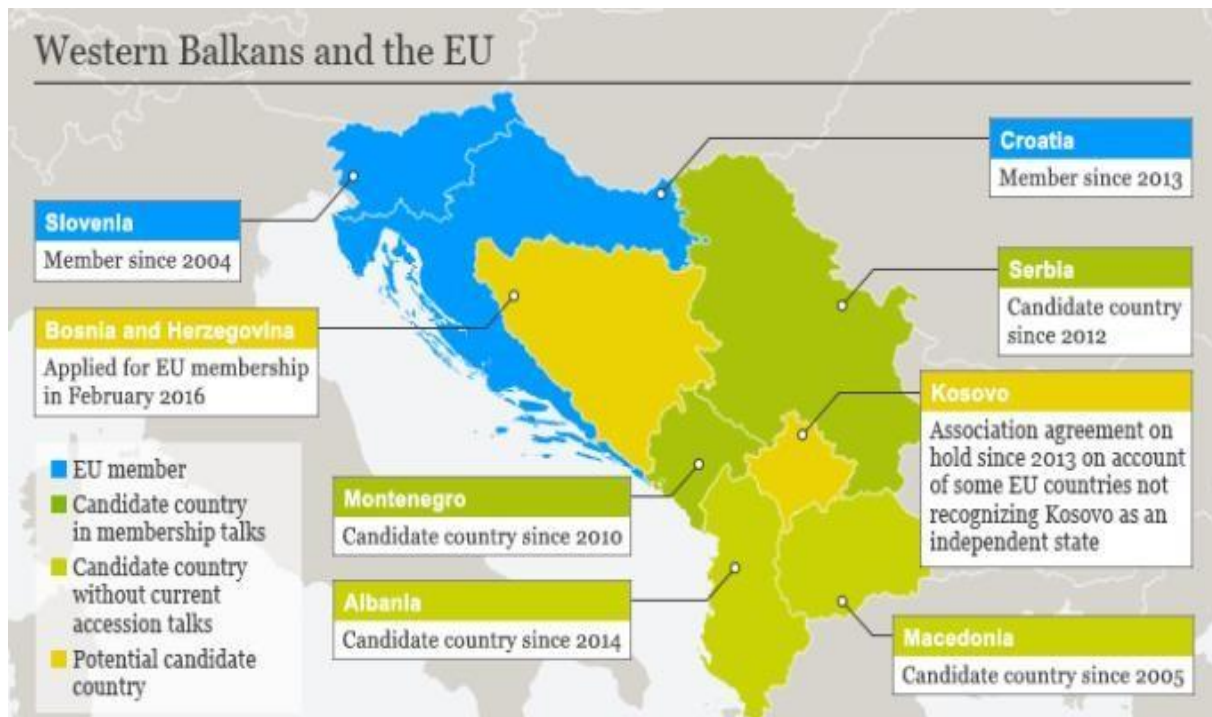 Western Balkans and the EU
Croatia
Member since 2013
Slovenia
Member since 2004
Serbia
Candidate country
since 2012
Bosnia and Herzegovina
Applied for EU membership
in February 2016
Kosovo
Association agreement on
hold since 2013 on account
of some EU countries not
recognizing Kosovo as an
independent state
EU member
Candidate country
in membership talks
Candidate country
without current
accession talks
Potential candidate
country
Montenegro
Candidate country since 2010
Albania
Candidate country since 2014
Macedonia
Candidate country since 2005